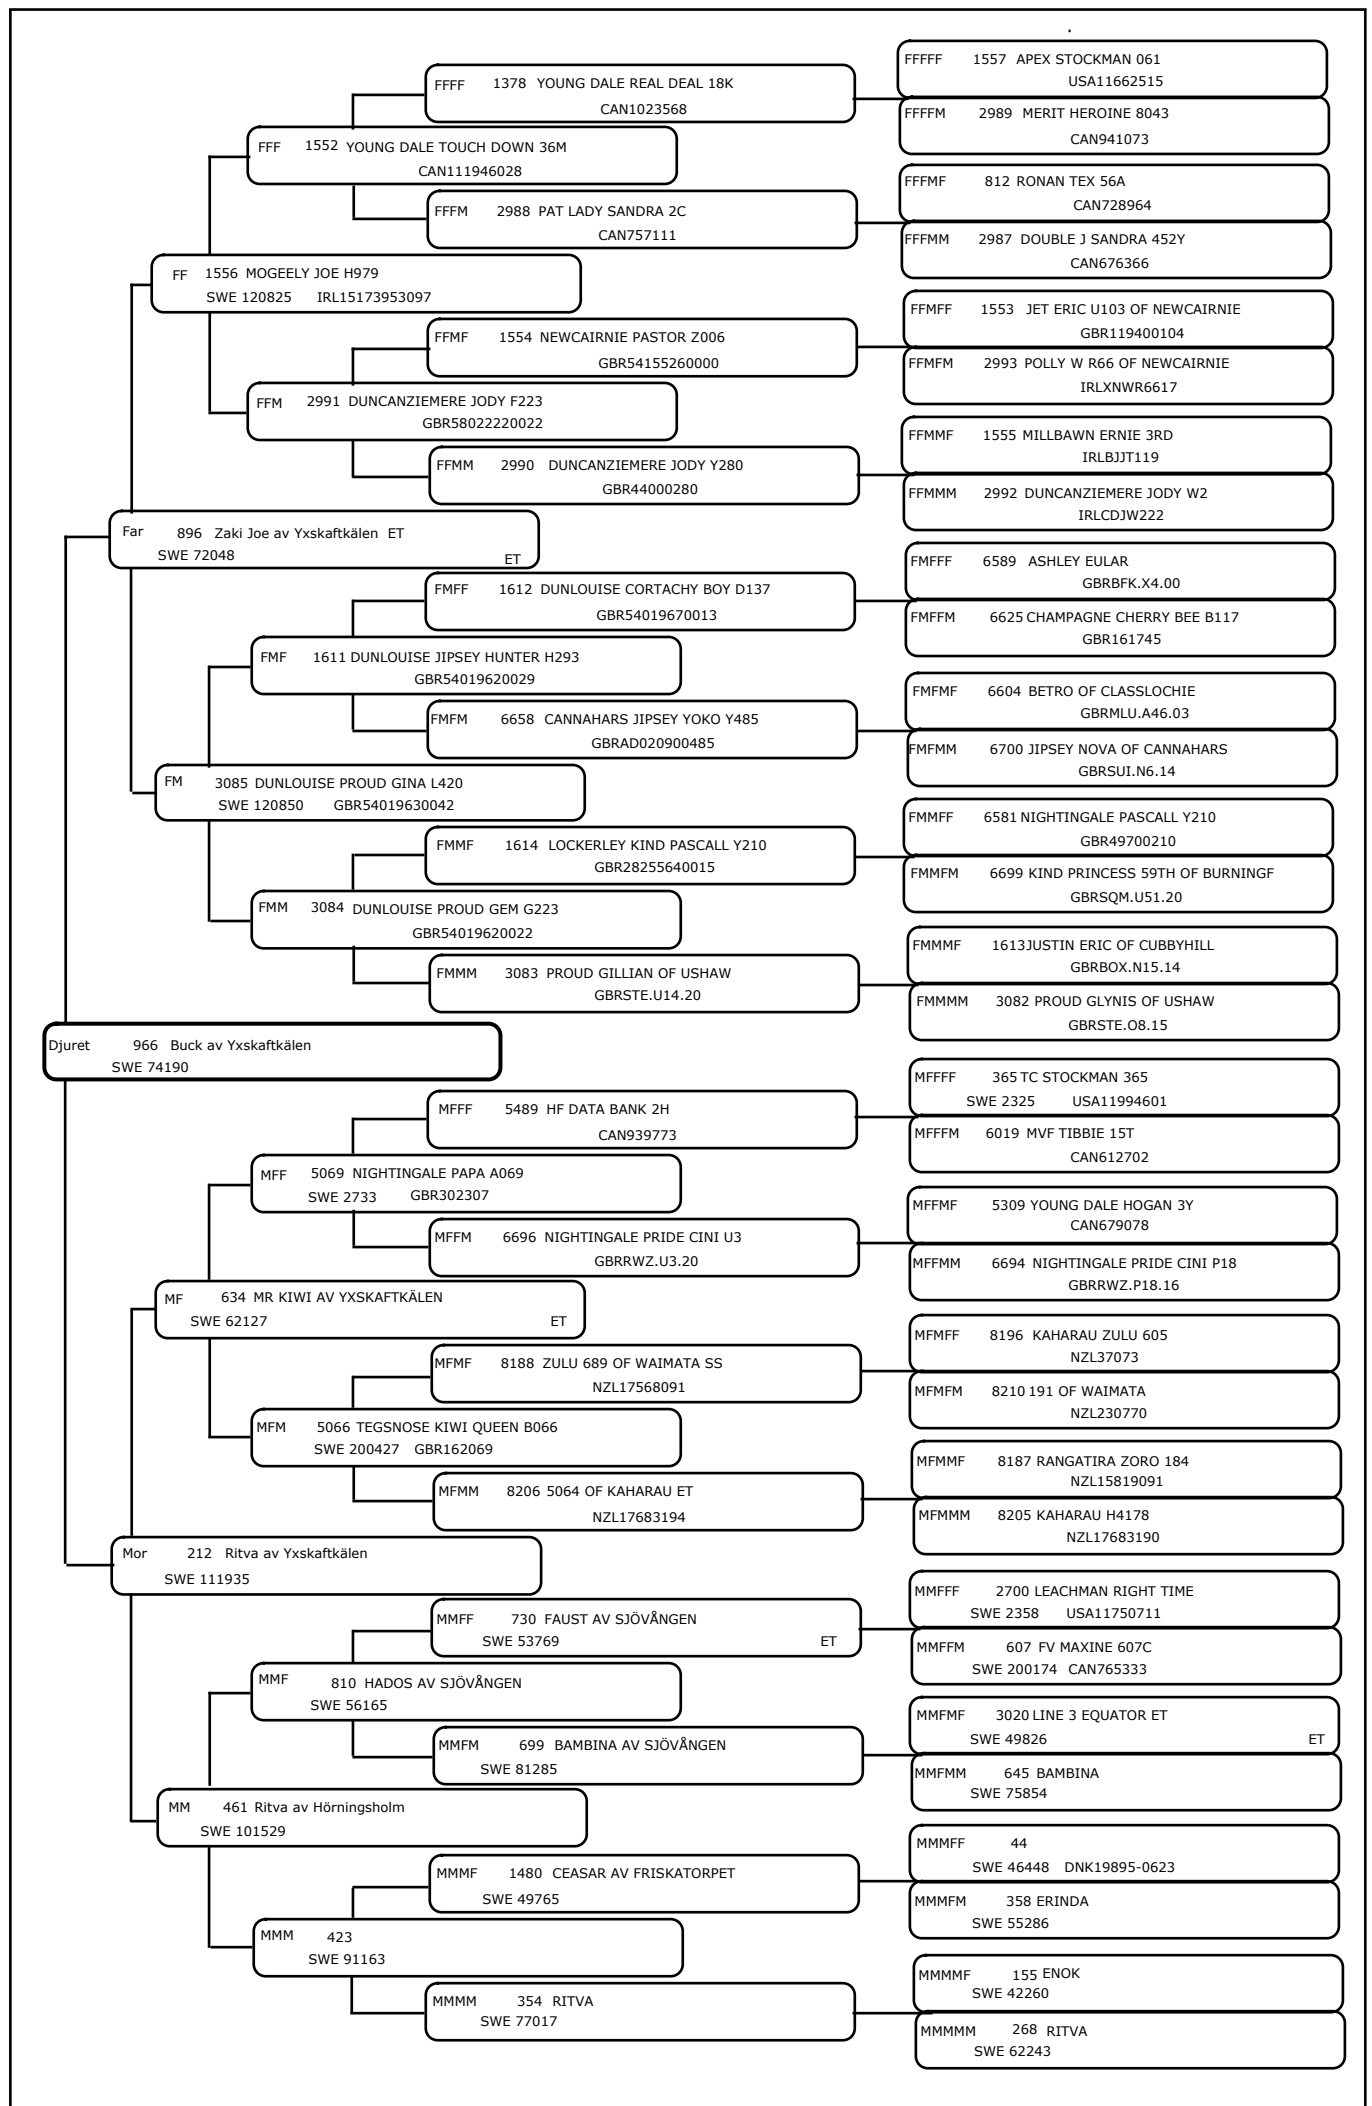 FFFFF 1557 APEX STOCKMAN 061
USA11662515
FFFF 1378 YOUNG DALE REAL DEAL 18K
CAN1023568
FFFFM 2989 MERIT HEROINE 8043
CAN941073
FFF 1552 YOUNG DALE TOUCH DOWN 36M
CAN111946028
FFFMF 812 RONAN TEX 56A
CAN728964
FFFM 2988 PAT LADY SANDRA 2C
CAN757111
FFFMM 2987 DOUBLE J SANDRA 452Y
CAN676366
FF 1556 MOGEELY JOE H979
SWE 120825 IRL15173953097
FFMFF 1553 JET ERIC U103 OF NEWCAIRNIE
GBR119400104
FFMF 1554 NEWCAIRNIE PASTOR Z006
GBR54155260000
FFMFM 2993 POLLY W R66 OF NEWCAIRNIE
IRLXNWR6617
FFM 2991 DUNCANZIEMERE JODY F223
GBR58022220022
FFMMF 1555 MILLBAWN ERNIE 3RD
IRLBJJT119
FFMM 2990 DUNCANZIEMERE JODY Y280
GBR44000280
FFMMM 2992 DUNCANZIEMERE JODY W2
IRLCDJW222
Far 896 Zaki Joe av Yxskaftkälen ET
SWE 72048 ET
FMFFF 6589 ASHLEY EULAR
GBRBFK.X4.00
FMFF 1612 DUNLOUISE CORTACHY BOY D137
GBR54019670013
FMFFM 6625 CHAMPAGNE CHERRY BEE B117
GBR161745
FMF 1611 DUNLOUISE JIPSEY HUNTER H293
GBR54019620029
FMFMF 6604 BETRO OF CLASSLOCHIE
GBRMLU.A46.03
FMFM 6658 CANNAHARS JIPSEY YOKO Y485
GBRAD020900485
FMFMM 6700 JIPSEY NOVA OF CANNAHARS
GBRSUI.N6.14
FM 3085 DUNLOUISE PROUD GINA L420
SWE 120850 GBR54019630042
FMMFF 6581 NIGHTINGALE PASCALL Y210
GBR49700210
FMMF 1614 LOCKERLEY KIND PASCALL Y210
GBR28255640015
FMMFM 6699 KIND PRINCESS 59TH OF BURNINGF
GBRSQM.U51.20
FMM 3084 DUNLOUISE PROUD GEM G223
GBR54019620022
FMMMF 1613JUSTIN ERIC OF CUBBYHILL
GBRBOX.N15.14
FMMM 3083 PROUD GILLIAN OF USHAW
GBRSTE.U14.20
FMMMM 3082 PROUD GLYNIS OF USHAW
GBRSTE.O8.15
Djuret 966 Buck av Yxskaftkälen
SWE 74190
MFFFF 365 TC STOCKMAN 365
SWE 2325 USA11994601
MFFF 5489 HF DATA BANK 2H
CAN939773
MFFFM 6019 MVF TIBBIE 15T
CAN612702
MFF 5069 NIGHTINGALE PAPA A069
SWE 2733 GBR302307
MFFMF 5309 YOUNG DALE HOGAN 3Y
CAN679078
MFFM 6696 NIGHTINGALE PRIDE CINI U3
GBRRWZ.U3.20
MFFMM 6694 NIGHTINGALE PRIDE CINI P18
GBRRWZ.P18.16
MF 634 MR KIWI AV YXSKAFTKÄLEN
SWE 62127 ET
MFMFF 8196 KAHARAU ZULU 605
NZL37073
MFMF 8188 ZULU 689 OF WAIMATA SS
NZL17568091
MFMFM 8210 191 OF WAIMATA
NZL230770
MFM 5066 TEGSNOSE KIWI QUEEN B066
SWE 200427 GBR162069
MFMMF 8187 RANGATIRA ZORO 184
NZL15819091
MFMM 8206 5064 OF KAHARAU ET
NZL17683194
MFMMM 8205 KAHARAU H4178
NZL17683190
Mor 212 Ritva av Yxskaftkälen
SWE 111935
MMFFF 2700 LEACHMAN RIGHT TIME
SWE 2358 USA11750711
MMFF 730 FAUST AV SJÖVÅNGEN
SWE 53769 ET
MMFFM 607 FV MAXINE 607C
SWE 200174 CAN765333
MMF 810 HADOS AV SJÖVÅNGEN
SWE 56165
MMFMF 3020 LINE 3 EQUATOR ET
SWE 49826 ET
MMFM 699 BAMBINA AV SJÖVÅNGEN
SWE 81285
MMFMM 645 BAMBINA
SWE 75854
MM 461 Ritva av Hörningsholm
SWE 101529
MMMFF 44
SWE 46448 DNK19895-0623
MMMF 1480 CEASAR AV FRISKATORPET
SWE 49765
MMMFM 358 ERINDA
SWE 55286
MMM 423
SWE 91163
MMMMF 155 ENOK
SWE 42260
MMMM 354 RITVA
SWE 77017
MMMMM 268 RITVA
SWE 62243